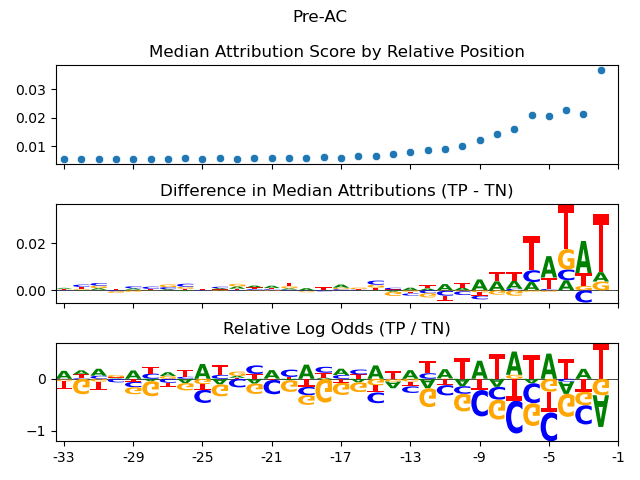 Pre-AC
Median Attribution Score by Relative Position
0.03
0.02
0.01
Difference in Median Attributions (TP - TN)
0.02
0.00
Relative Log Odds (TP / TN)
0
−1
-33 -29 -25 -21 -17 -13 -9 -5 -1